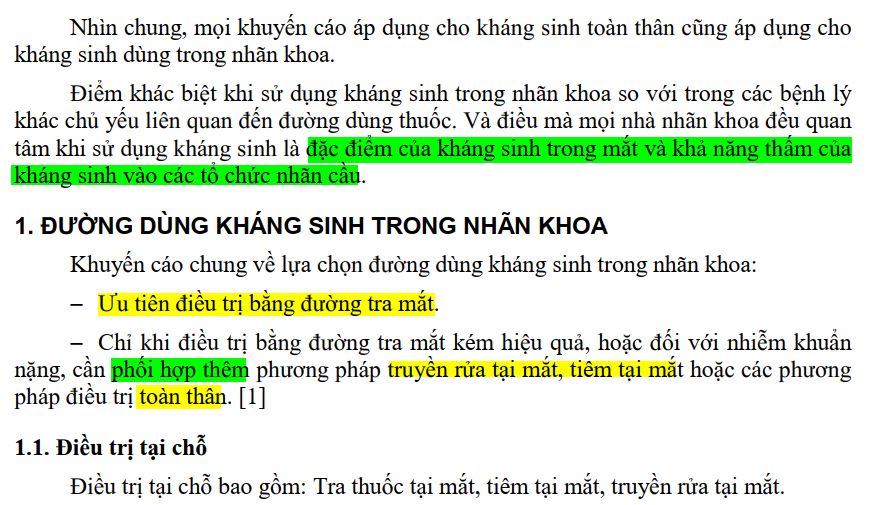 Nhìn chung, mọi khuyến cáo áp dụng cho kháng sinh toàn thân cũng áp dụng cho
kháng sinh dùng trong nhãn khoa.
Điểm khác biệt khi sử dụng kháng sinh trong nhãn khoa so với trong các bệnh lý
khác chủ yếu liên quan đến đường dùng thuốc. Và điều mà mọi nhà nhãn khoa đều quan
tâm khi sử dụng kháng sinh là đặc điểm của kháng sinh trong mắt và khả năng thấm của
kháng sinh vào các tổ chức nhãn cầu.
1. ĐƯỜNG DÙNG KHÁNG SINH TRONG NHÃN KHOA
Khuyến cáo chung về lựa chọn đường dùng kháng sinh trong nhãn khoa:
– Ưu tiên điều trị bằng đường tra mắt.
– Chỉ khi điều trị bằng đường tra mắt kém hiệu quả, hoặc đối với nhiễm khuẩn
nặng, cần phối hợp thêm phương pháp truyền rửa tại mắt, tiêm tại mắt hoặc các phương
pháp điều trị toàn thân. [1]
1.1. Điều trị tại chỗ
Điều trị tại chỗ bao gồm: Tra thuốc tại mắt, tiêm tại mắt, truyền rửa tại mắt.